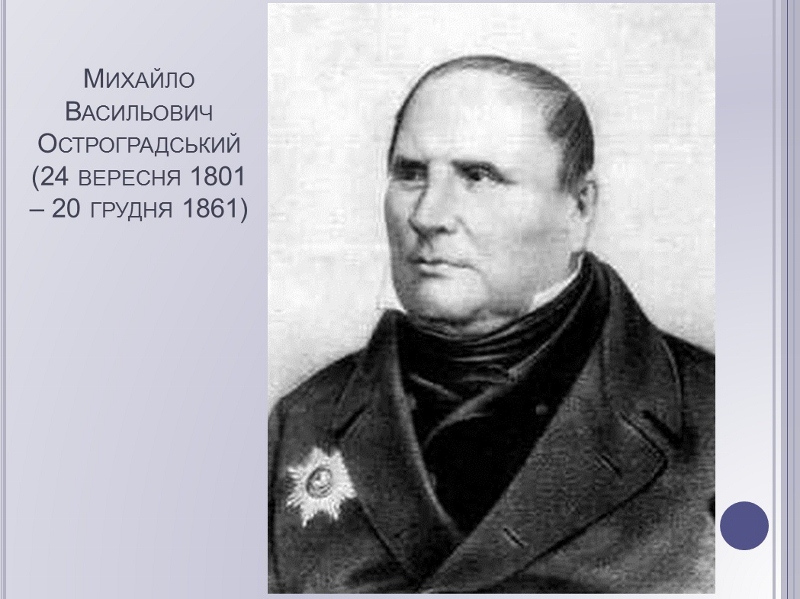 Михайло
Васильович
Остроградський
(24 вересня 1801
– 20 грудня 1861)